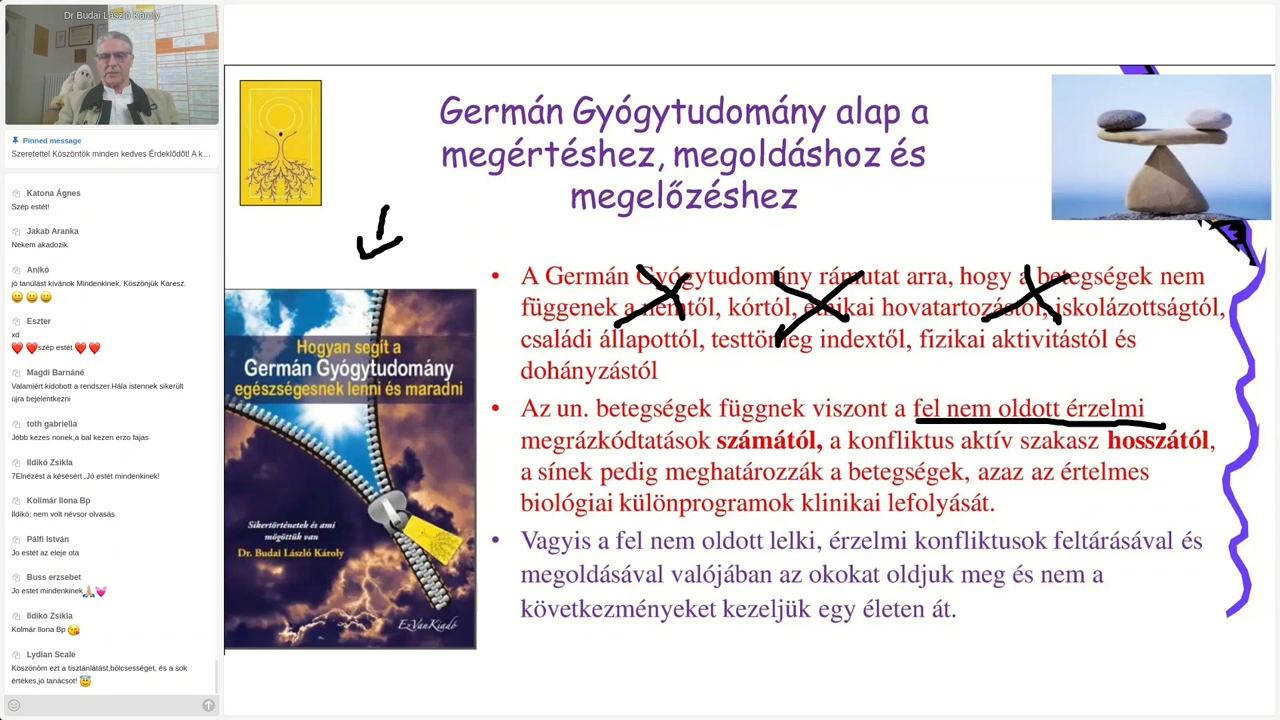 Dr Budai László Károly
Pinned message
Szeretettel Köszöntök minden kedves Érdeklődőt! A k...
Katona Ágnes
Szép estét!
Jakab Aranka
Nekem akadozik
Anikó
jó tanúlást kívánok Mindenkinek. Köszönjük Karesz.
😀 😀 😀
Eszter
xd
❤️ ❤️szép estét ❤️ ❤️
Magdi Barnáné
Valamiért kidobott a rendszer.Hála istennek sikerült
újra bejelentkezni
toth gabriella
Jobb kezes nonek,a bal kezen erzo fajas
Ildikó Zsikla
7Elnézést a késésért ,Jó estét mindenkinek!
Kolimár Ilona Bp
Ildikó: nem volt névsor olvasás
Pálfi István
Jo estét az eleje ota
Buss erzsebet
Jo estet mindenkinek🙏🏼💓
Ildikó Zsikla
Kolmár Ilona Bp 😘
Lydian Scale
Köszönöm ezt a tisztánlátást,bölcsességet, és a sok
értékes,jó tanácsot! 😇
Germán Gyógytudomány alap a
megértéshez, megoldáshoz és
megelőzéshez
Hogyan segít a
Germán Gyógytudomány
egészségesnek lenni és maradni
Sikertörténetek és ami
mögöttük van
Dr. Budai László Károly
EzVanKiadó
• A Germán Gyógytudomány rámutat arra, hogy a betegségek nem
függenek a nemtől, kórtól, etnikai hovatartozástól, iskolázottságtól,
családi állapottól, testtömeg indextől, fizikai aktivitástól és
dohányzástól
• Az un. betegségek függnek viszont a fel nem oldott érzelmi
megrázkódtatások számától, a konfliktus aktív szakasz hosszától,
a sínek pedig meghatározzák a betegségek, azaz az értelmes
biológiai különprogramok klinikai lefolyását.
• Vagyis a fel nem oldott lelki, érzelmi konfliktusok feltárásával és
megoldásával valójában az okokat oldjuk meg és nem a
következményeket kezeljük egy életen át.